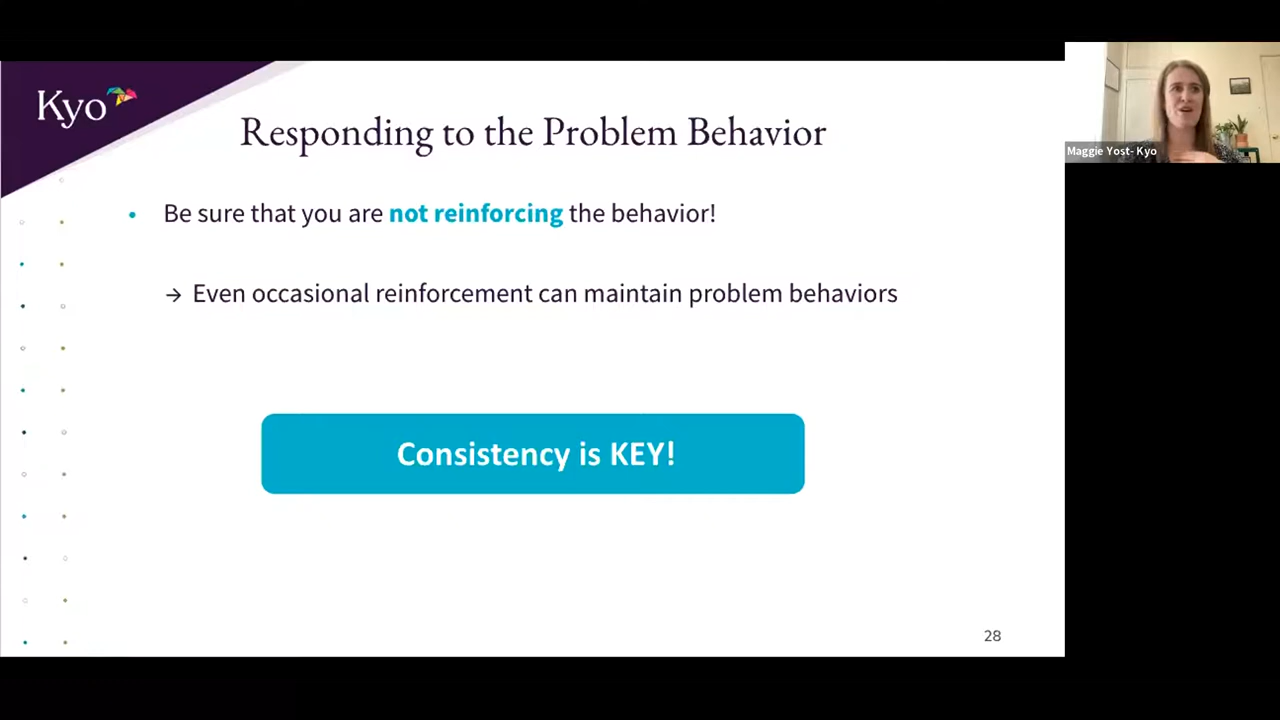 Kyo
Responding to the Problem Behavior
• Be sure that you are not reinforcing the behavior!
→ Even occasional reinforcement can maintain problem behaviors
Consistency is KEY!
28
Maggie Yost- Kyo